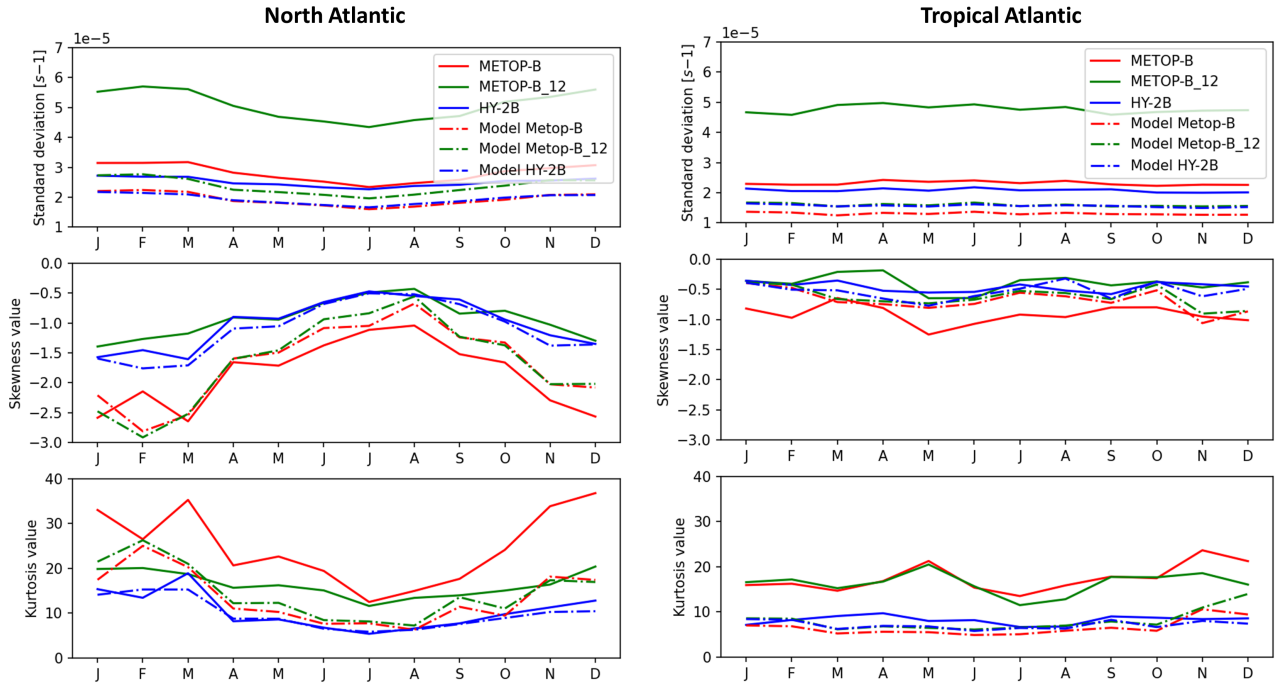 North Atlantic
Tropical Atlantic
1e−5
Standard deviation [s−1]
7
6
5
4
3
2
1
METOP-B
METOP-B_12
HY-2B
Model Metop-B
Model Metop-B_12
Model HY-2B
J F M A M J J A S O N D
1e−5
Standard deviation [s−1]
7
6
5
4
3
2
1
METOP-B
METOP-B_12
HY-2B
Model Metop-B
Model Metop-B_12
Model HY-2B
J F M A M J J A S O N D
Skewness value
0.0
−0.5
−1.0
−1.5
−2.0
−2.5
−3.0
J F M A M J J A S O N D
Skewness value
0.0
−0.5
−1.0
−1.5
−2.0
−2.5
−3.0
J F M A M J J A S O N D
Kurtosis value
40
30
20
10
0
J F M A M J J A S O N D
Kurtosis value
40
30
20
10
0
J F M A M J J A S O N D